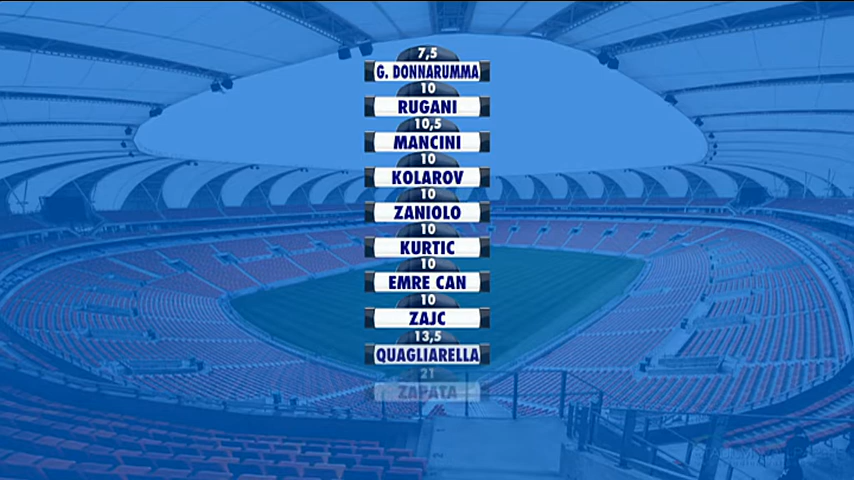 7,5
G. DONNARUMMA
10
RUGANI
10,5
MANCINI
10
KOLAROV
10
ZANIOLO
10
KURTIC
10
EMRE CAN
10
ZAJC
13,5
QUAGLIARELLA
21
ZAPATA